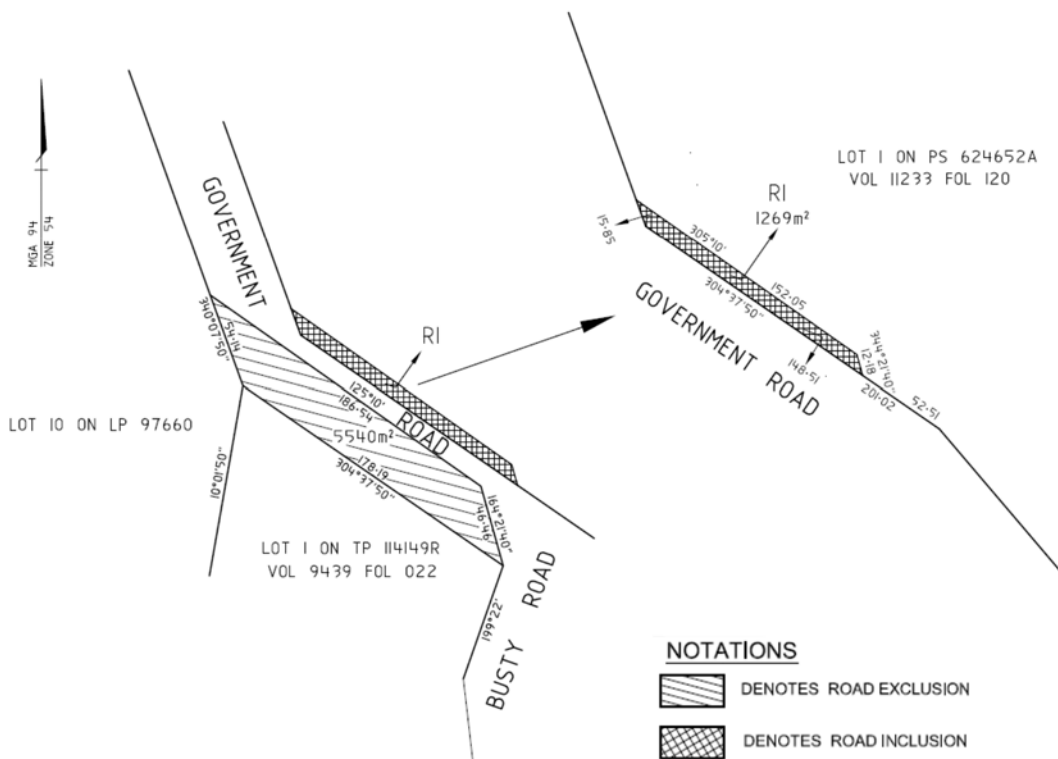 MGA 94
ZONE 54
GOVERNMENT
ROAD
340°07'50"
54·14
125°10'
186·54
5540m²
178·19
304°37'50"
164°21'40"
46·46
RI
LOT 10 ON LP 97660
10°01'50"
LOT 1 ON TP 114149R
VOL 9439 FOL 022
199°22'
BUSTY ROAD
LOT 1 ON PS 624652A
VOL 11233 FOL 120
RI
1269m²
15·85
305°10'
152·05
304°37'50"
148·51
344°21'40"
12·18
201·02
52·51
GOVERNMENT ROAD
NOTATIONS
DENOTES ROAD EXCLUSION
DENOTES ROAD INCLUSION